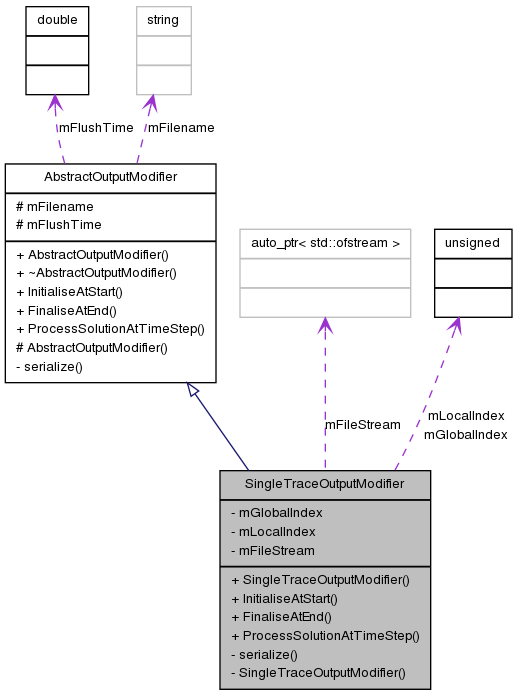 double
string
mFlushTime
mFilename
AbstractOutputModifier
# mFilename
# mFlushTime
+ AbstractOutputModifier()
+ ~AbstractOutputModifier()
+ InitialiseAtStart()
+ FinaliseAtEnd()
+ ProcessSolutionAtTimeStep()
# AbstractOutputModifier()
- serialize()
auto_ptr< std::ofstream >
unsigned
mFileStream
mLocalIndex
mGlobalIndex
SingleTraceOutputModifier
- mGlobalIndex
- mLocalIndex
- mFileStream
+ SingleTraceOutputModifier()
+ InitialiseAtStart()
+ FinaliseAtEnd()
+ ProcessSolutionAtTimeStep()
- serialize()
- SingleTraceOutputModifier()